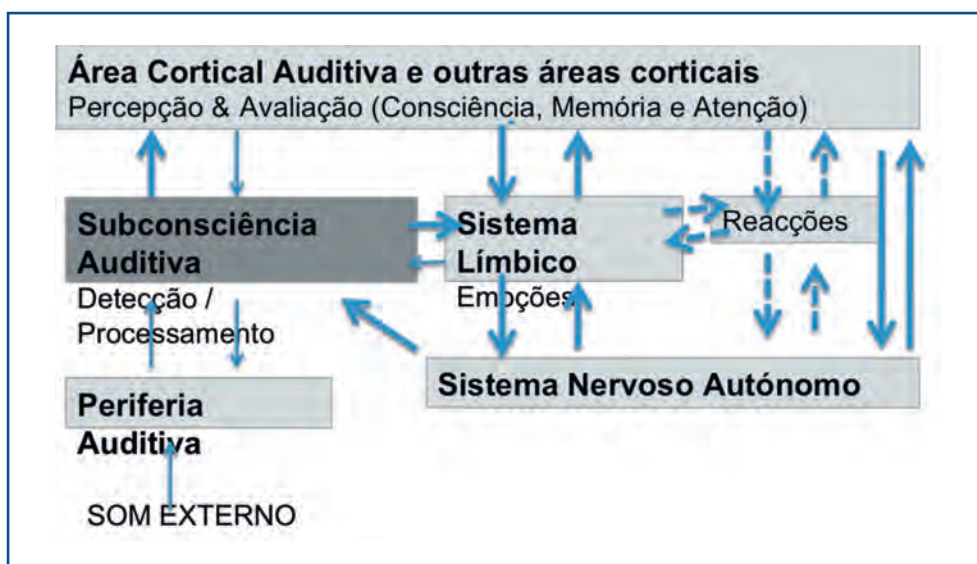 Área Cortical Auditiva e outras áreas corticais
Percepção & Avaliação (Consciência, Memória e Atenção)
Subconsciência
Auditiva
Detecção /
Processamento
Sistema
Límbico
Emoções
Reacções
Sistema Nervoso Autónomo
Periferia
Auditiva
SOM EXTERNO